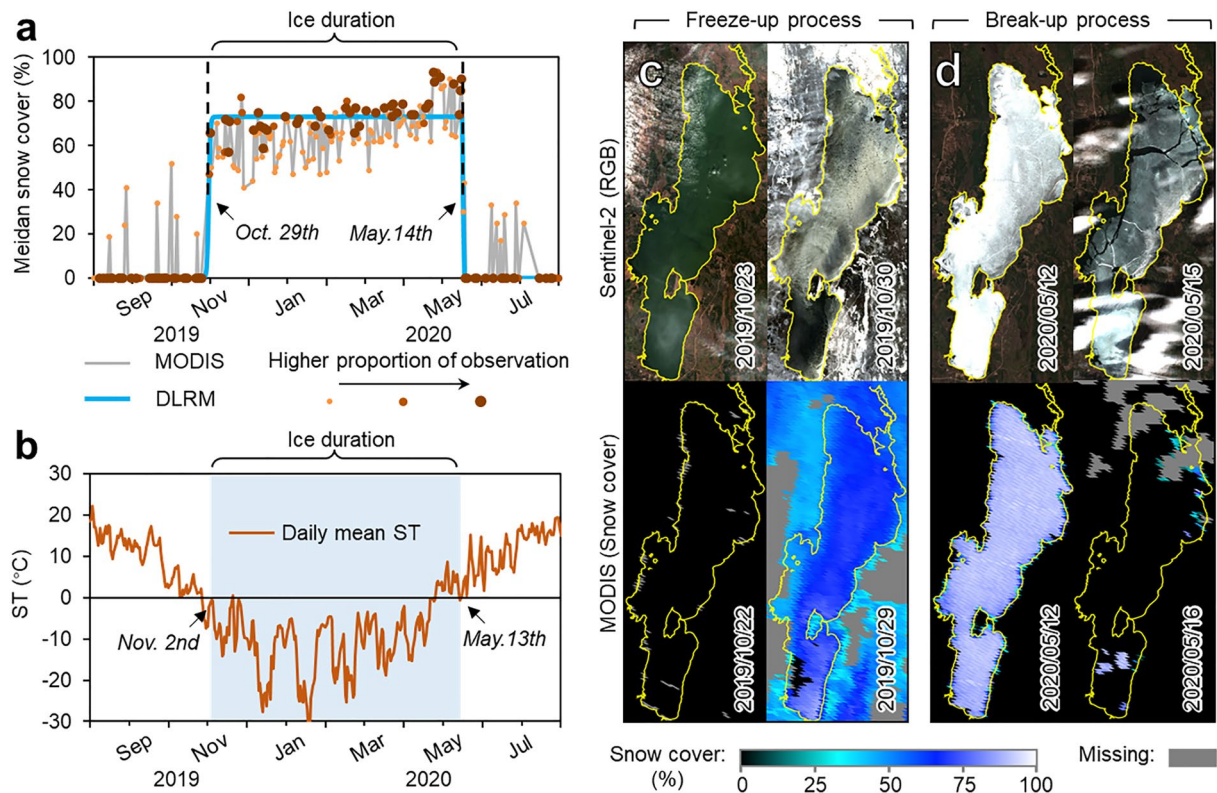 a
Ice duration
Meidan snow cover (%)
100
80
60
40
20
0
Oct. 29th
May.14th
Sep
Nov
Jan
Mar
May
Jul
2019
2020
MODIS
DLRM
Higher proportion of observation
b
Ice duration
ST (°C)
30
20
10
0
-10
-20
-30
Daily mean ST
Nov. 2nd
May.13th
Sep
Nov
Jan
Mar
May
Jul
2019
2020
Freeze-up process
Break-up process
c
d
Sentinel-2 (RGB)
2019/10/23
2019/10/30
2020/05/12
2020/05/15
MODIS (Snow cover)
2019/10/22
2019/10/29
2020/05/12
2020/05/16
Snow cover:
(%)
0
25
50
75
100
Missing: